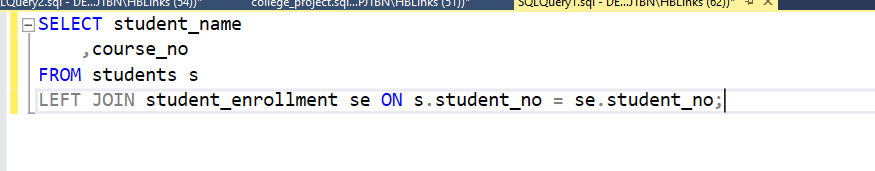 LQuery2.sql - DE...JTBN\HBLinks (54))*
college_project.sql...PJTBN\HBLinks (51))*
SQLQuery1.sql - DE...JTBN\HBLinks (62))*
SELECT student_name
,course_no
FROM students s
LEFT JOIN student_enrollment se ON s.student_no = se.student_no;